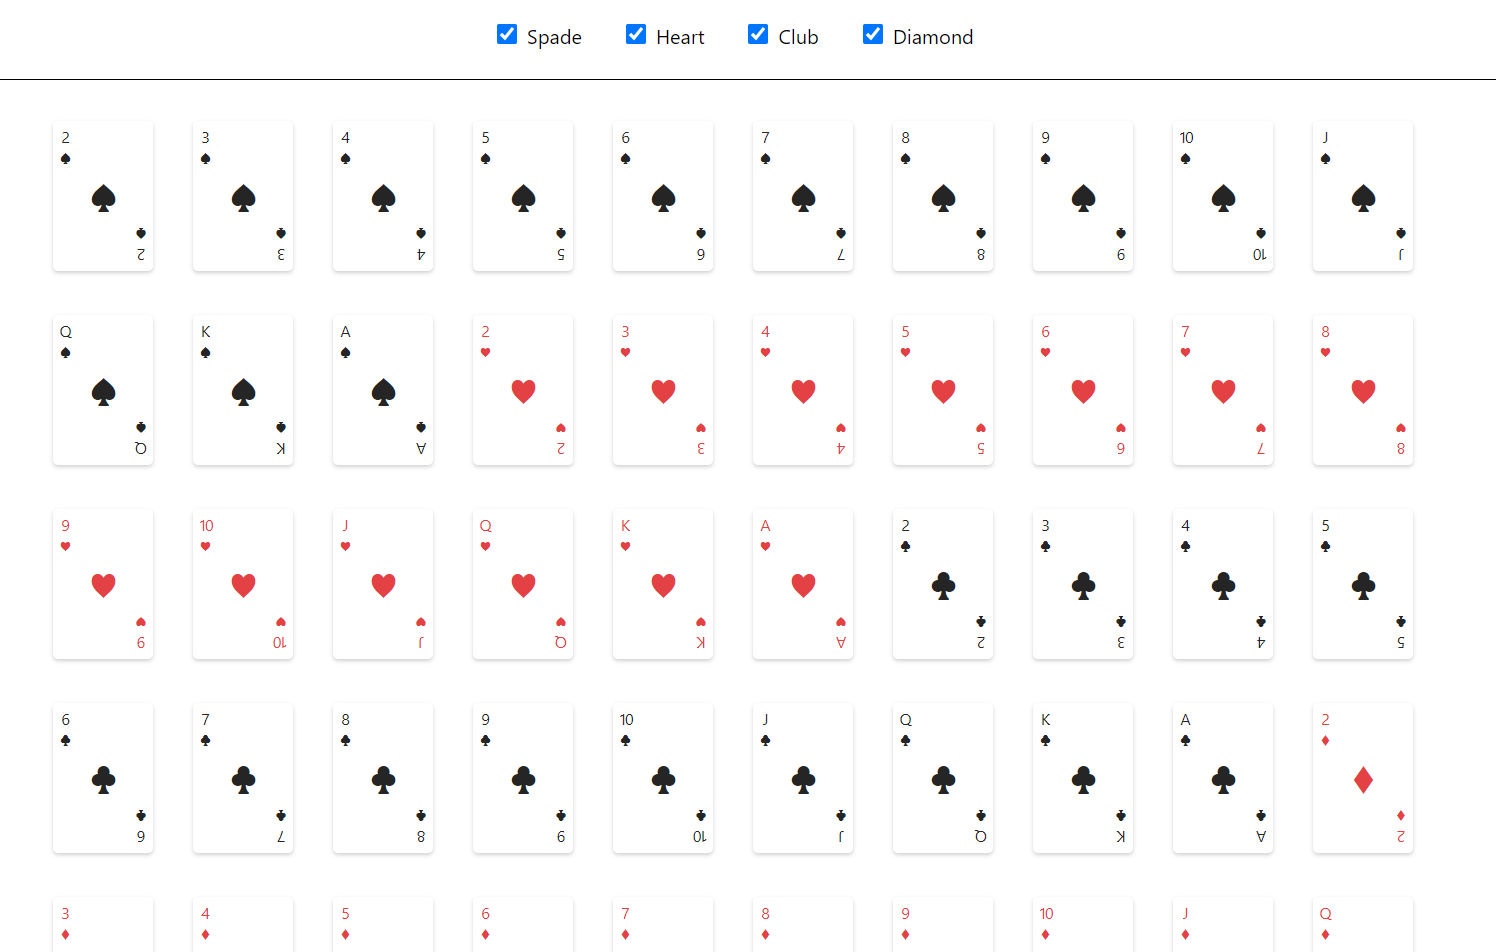 Spade Heart Club Diamond
2 3 4 5 6 7 8 9 10 J
♠ ♠ ♠ ♠ ♠ ♠ ♠ ♠ ♠ ♠
♠ ♠ ♠ ♠ ♠ ♠ ♠ ♠ ♠ ♠
♠ ♠ ♠ ♠ ♠ ♠ ♠ ♠ ♠ ♠
2 3 4 5 6 7 8 9 10 J
Q K A 2 3 4 5 6 7 8
♠ ♠ ♠ ♥ ♥ ♥ ♥ ♥ ♥ ♥
♠ ♠ ♠ ♥ ♥ ♥ ♥ ♥ ♥ ♥
♠ ♠ ♠ ♥ ♥ ♥ ♥ ♥ ♥ ♥
Q K A 2 3 4 5 6 7 8
9 10 J Q K A 2 3 4 5
♥ ♥ ♥ ♥ ♥ ♥ ♣ ♣ ♣ ♣
♥ ♥ ♥ ♥ ♥ ♥ ♣ ♣ ♣ ♣
♥ ♥ ♥ ♥ ♥ ♥ ♣ ♣ ♣ ♣
9 10 J Q K A 2 3 4 5
6 7 8 9 10 J Q K A 2
♣ ♣ ♣ ♣ ♣ ♣ ♣ ♣ ♣ ♦
♣ ♣ ♣ ♣ ♣ ♣ ♣ ♣ ♣ ♦
♣ ♣ ♣ ♣ ♣ ♣ ♣ ♣ ♣ ♦
6 7 8 9 10 J Q K A 2
3 4 5 6 7 8 9 10 J Q
♦ ♦ ♦ ♦ ♦ ♦ ♦ ♦ ♦ ♦